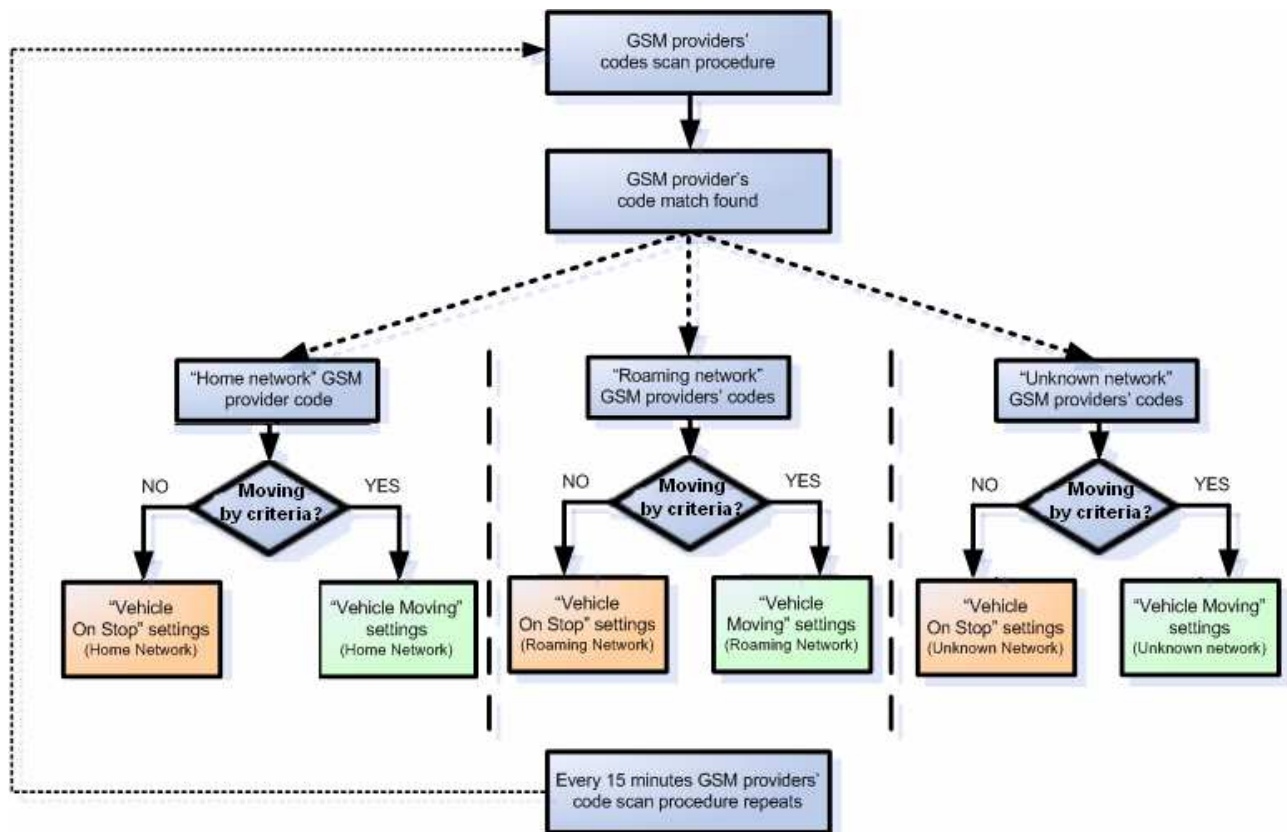 GSM providers'
codes scan procedure
GSM provider's
code match found
"Home network" GSM
provider code
"Roaming network"
GSM providers' codes
"Unknown network"
GSM providers' codes
NO
Moving
by criteria?
YES
NO
Moving
by criteria?
YES
NO
Moving
by criteria?
YES
"Vehicle
On Stop" settings
(Home Network)
"Vehicle Moving"
settings
(Home Network)
"Vehicle
On Stop" settings
(Roaming Network)
"Vehicle
Moving" settings
(Roaming Network)
"Vehicle
On Stop" settings
(Unknown Network)
"Vehicle Moving"
settings
(Unknown network)
Every 15 minutes GSM providers'
code scan procedure repeats